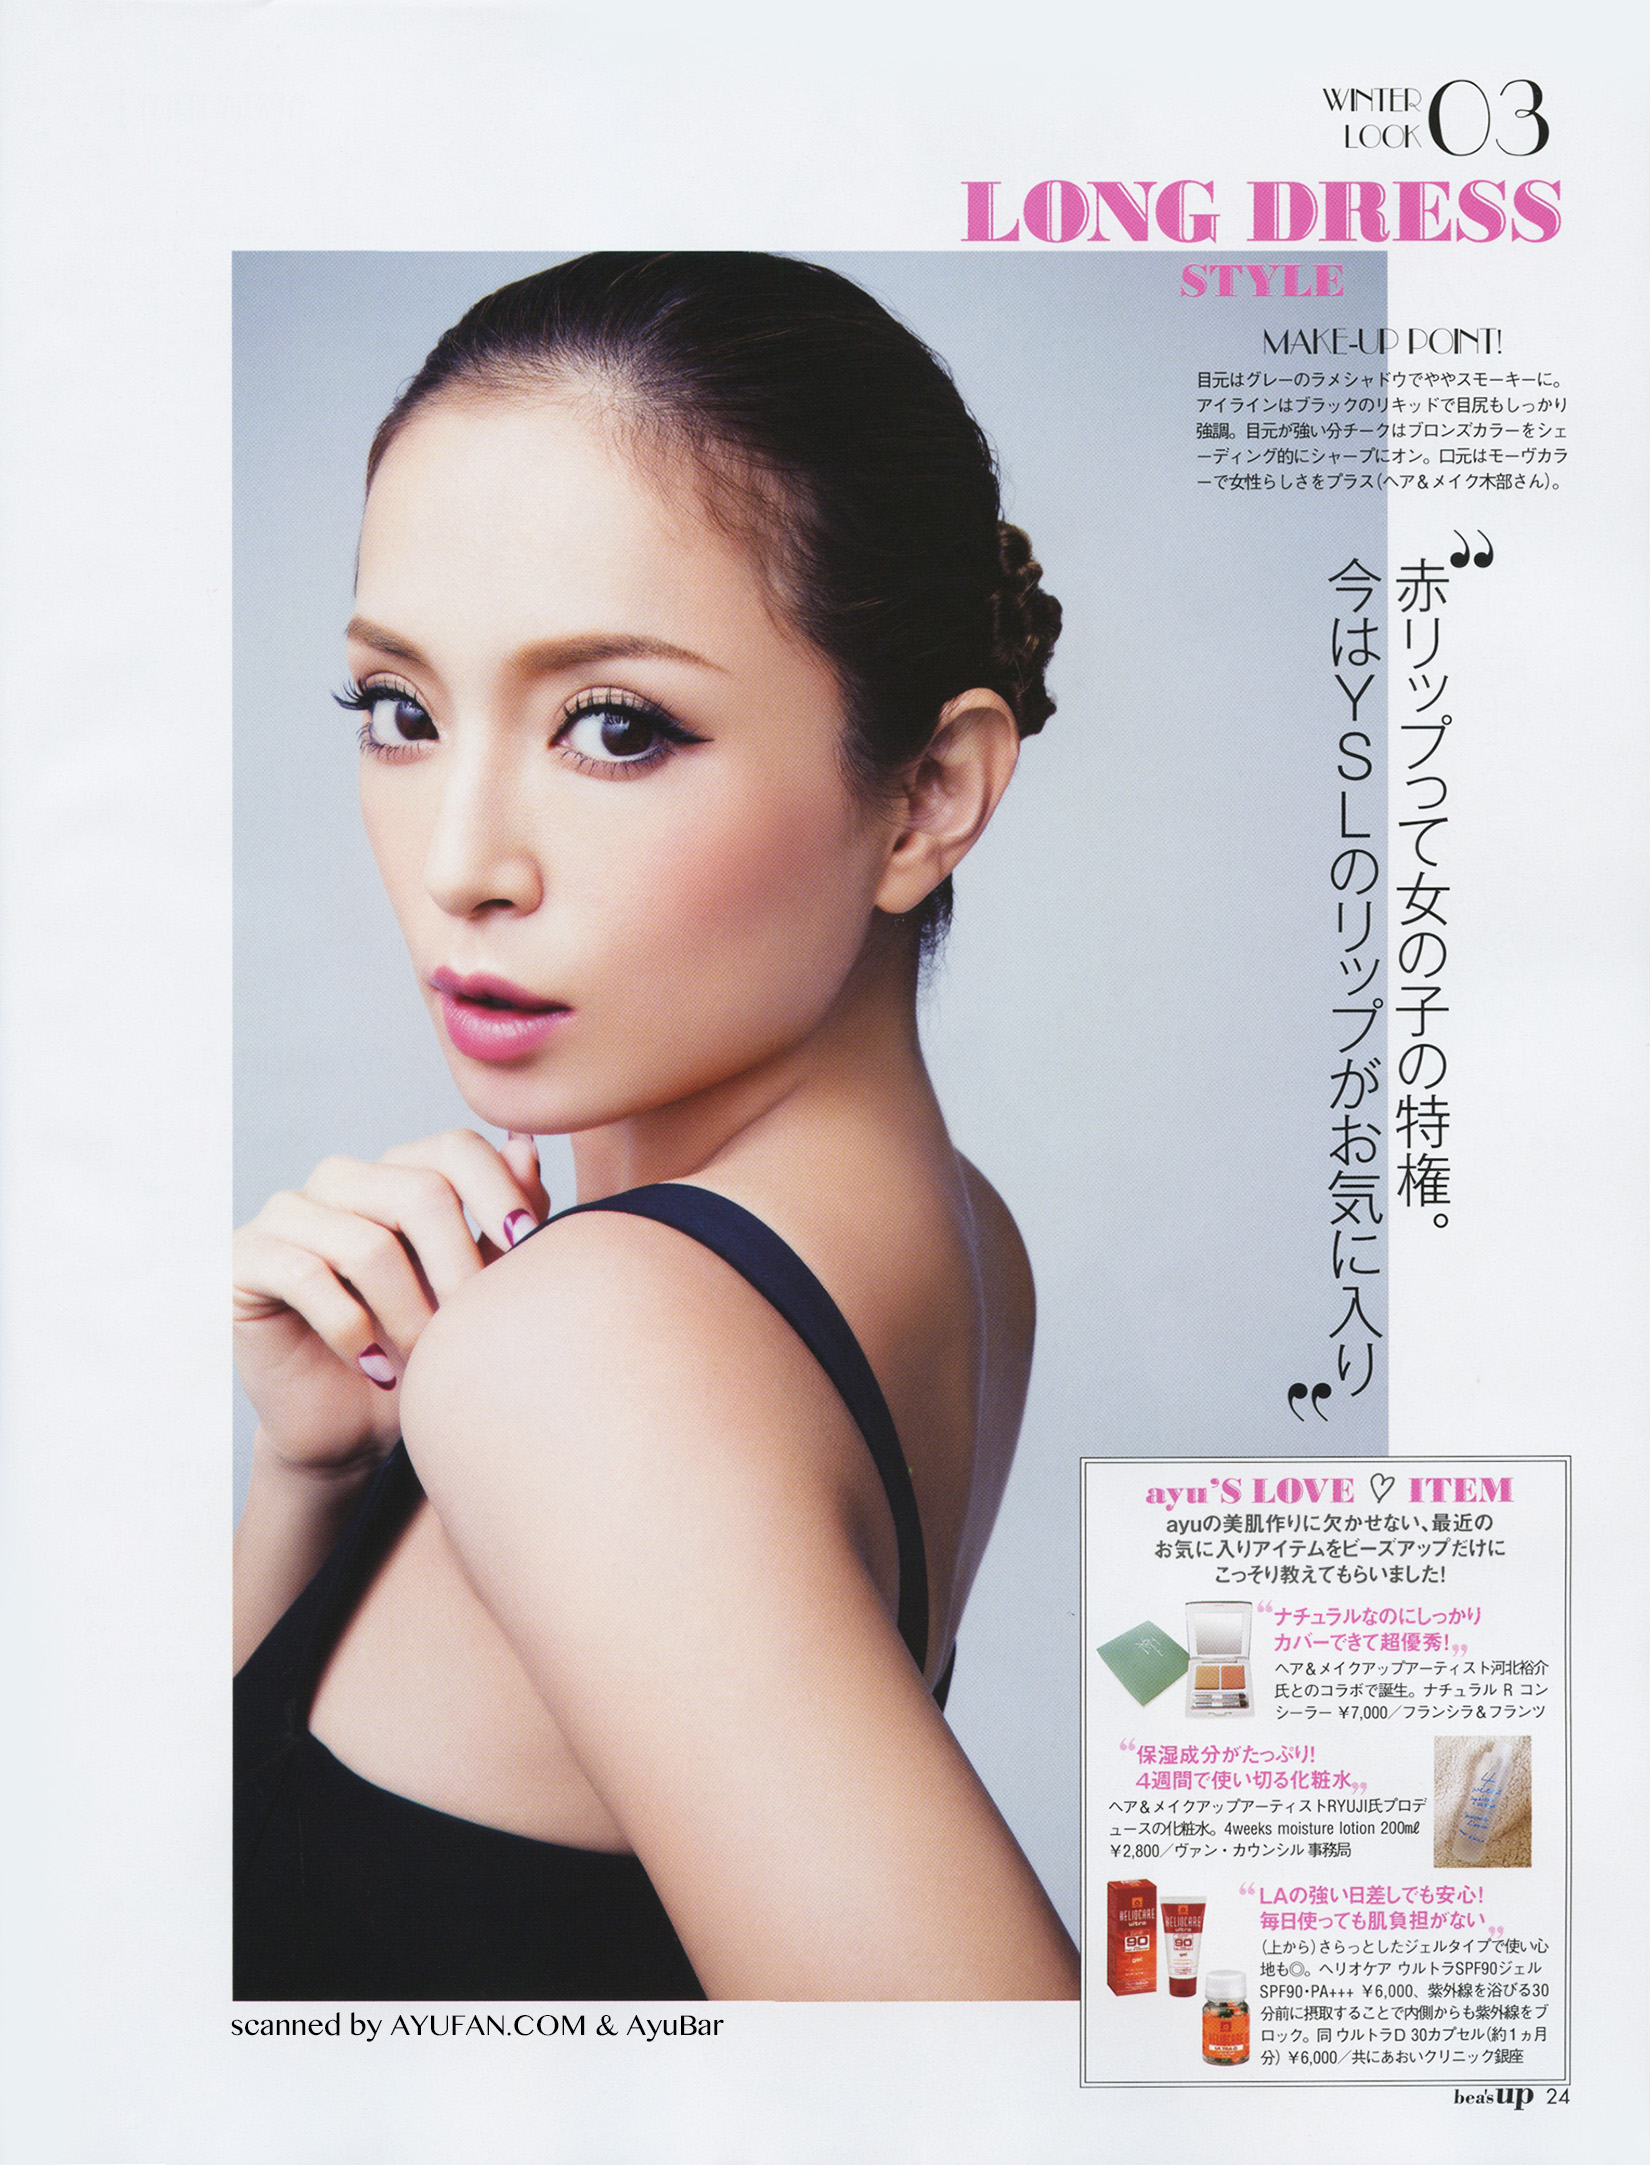 WINTER
LOOK 03
LONG DRESS
STYLE
MAKE-UP POINT!
目元はグレーのラメシャドウでややスモーキーに。
アイラインはブラックのリキッドで目尻もしっかり
強調。目元が強い分チークはブロンズカラーをシェ
ーディング的にシャープにオン。口元はモーヴカラ
ーで女性らしさをプラス(ヘア＆メイク木部さん)。
“赤リップって女の子の特権。
今はYSLのリップがお気に入り”
ayu'S LOVE ♡ ITEM
ayuの美肌作りに欠かせない、最近の
お気に入りアイテムをビーズアップだけに
こっそり教えてもらいました!
“ナチュラルなのにしっかり
カバーできて超優秀!”
ヘア＆メイクアップアーティスト河北裕介
氏とのコラボで誕生。ナチュラル R コン
シーラー ¥7,000／フランシラ＆フランツ
“保湿成分がたっぷり!
4週間で使い切る化粧水”
ヘア＆メイクアップアーティストRYUJI氏プロデ
ュースの化粧水。4weeks moisture lotion 200㎖
¥2,800／ヴァン・カウンシル 事務局
4
HELIOCARE
ultra
90
gel
HELIOCARE
ultra
90
gel
HELIOCARE
ULTRA-D
“LAの強い日差しでも安心!
毎日使っても肌負担がない”
(上から)さらっとしたジェルタイプで使い心
地も◎。ヘリオケア ウルトラSPF90ジェル
SPF90・PA+++ ¥6,000、紫外線を浴びる30
分前に摂取することで内側からも紫外線をブ
ロック。同 ウルトラD 30カプセル(約1ヵ月
分) ¥6,000／共にあおいクリニック銀座
scanned by AYUFAN.COM & AyuBar
bea's up 24